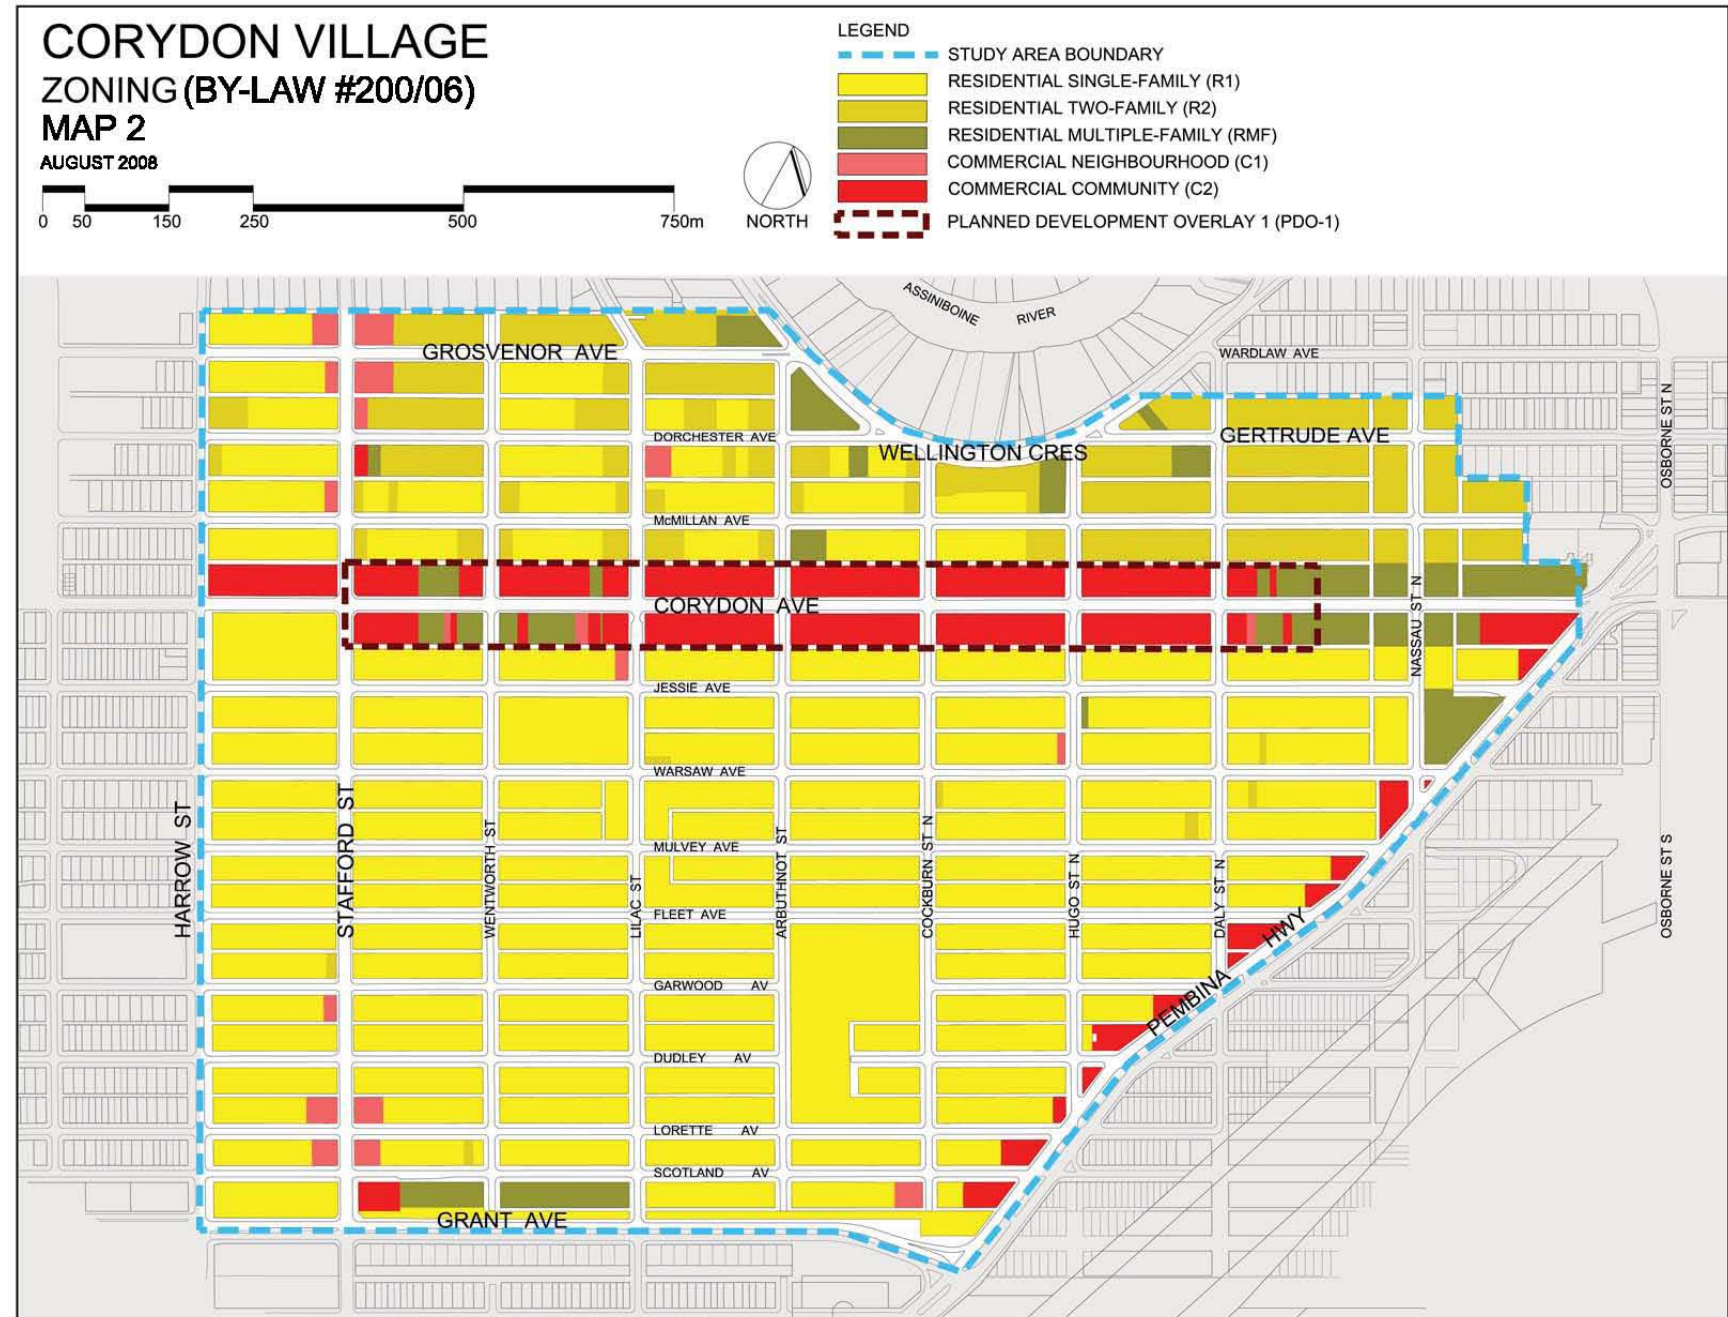 CORYDON VILLAGE
ZONING (BY-LAW #200/06)
MAP 2
AUGUST 2008
0 50 150 250 500 750m
NORTH
LEGEND
STUDY AREA BOUNDARY
RESIDENTIAL SINGLE-FAMILY (R1)
RESIDENTIAL TWO-FAMILY (R2)
RESIDENTIAL MULTIPLE-FAMILY (RMF)
COMMERCIAL NEIGHBOURHOOD (C1)
COMMERCIAL COMMUNITY (C2)
PLANNED DEVELOPMENT OVERLAY 1 (PDO-1)
ASSINIBOINE RIVER
GROSVENOR AVE
WARDLAW AVE
DORCHESTER AVE
WELLINGTON CRES
GERTRUDE AVE
OSBORNE ST N
McMILLAN AVE
CORYDON AVE
NASSAU ST N
JESSIE AVE
WARSAW AVE
HARROW ST
STAFFORD ST
WENTWORTH ST
LILAC ST
MULVEY AVE
ARBUTHNOT ST
COCKBURN ST N
HUGO ST N
DALY ST N
OSBORNE ST S
FLEET AVE
PEMBINA HWY
GARWOOD AV
DUDLEY AV
LORETTE AV
SCOTLAND AV
GRANT AVE